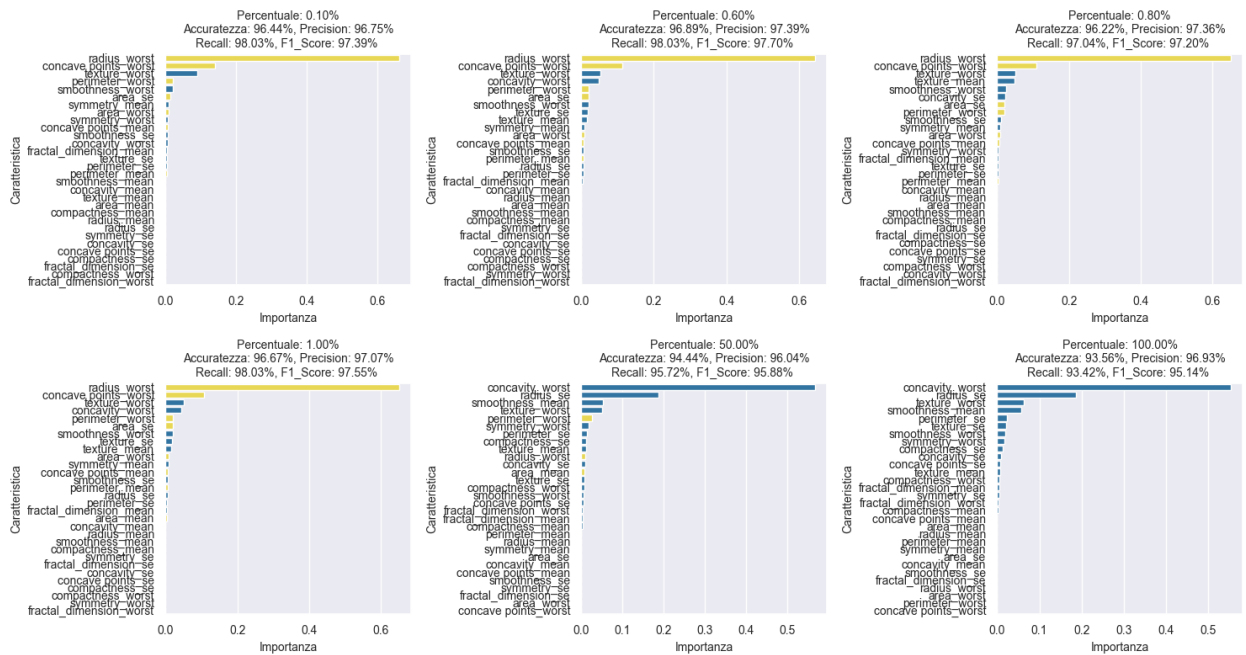 Percentuale: 0.10%
Accuratezza: 96.44%, Precision: 96.75%
Recall: 98.03%, F1_Score: 97.39%
Caratteristica
radius_worst
concave points_worst
texture_worst
perimeter_worst
smoothness_worst
area_se
symmetry_mean
area_worst
symmetry_worst
concave points_mean
smoothness_se
concavity_worst
fractal_dimension_mean
texture_se
perimeter_se
perimeter_mean
smoothness_mean
concavity_mean
texture_mean
area_mean
compactness_mean
radius_mean
radius_se
symmetry_se
concavity_se
concave points_se
compactness_se
fractal_dimension_se
compactness_worst
fractal_dimension_worst
0.0 0.2 0.4 0.6
Importanza
Percentuale: 0.60%
Accuratezza: 96.89%, Precision: 97.39%
Recall: 98.03%, F1_Score: 97.70%
Caratteristica
radius_worst
concave points_worst
texture_worst
concavity_worst
perimeter_worst
area_se
smoothness_worst
texture_se
texture_mean
symmetry_mean
area_worst
concave points_mean
smoothness_se
perimeter_mean
radius_se
perimeter_se
fractal_dimension_mean
concavity_mean
radius_mean
area_mean
smoothness_mean
compactness_mean
symmetry_se
fractal_dimension_se
concavity_se
concave points_se
compactness_se
compactness_worst
symmetry_worst
fractal_dimension_worst
0.0 0.2 0.4 0.6
Importanza
Percentuale: 0.80%
Accuratezza: 96.22%, Precision: 97.36%
Recall: 97.04%, F1_Score: 97.20%
Caratteristica
radius_worst
concave points_worst
texture_worst
texture_mean
smoothness_worst
concavity_se
area_se
perimeter_worst
smoothness_se
symmetry_mean
area_worst
concave points_mean
symmetry_worst
fractal_dimension_mean
texture_se
perimeter_se
perimeter_mean
concavity_mean
radius_mean
area_mean
smoothness_mean
compactness_mean
radius_se
fractal_dimension_se
compactness_se
concave points_se
symmetry_se
compactness_worst
concavity_worst
fractal_dimension_worst
0.0 0.2 0.4 0.6
Importanza
Percentuale: 1.00%
Accuratezza: 96.67%, Precision: 97.07%
Recall: 98.03%, F1_Score: 97.55%
Caratteristica
radius_worst
concave points_worst
texture_worst
concavity_worst
perimeter_worst
area_se
smoothness_worst
texture_se
texture_mean
area_worst
symmetry_mean
concave points_mean
smoothness_se
perimeter_mean
radius_se
perimeter_se
fractal_dimension_mean
area_mean
concavity_mean
radius_mean
smoothness_mean
compactness_mean
symmetry_se
fractal_dimension_se
concavity_se
concave points_se
compactness_se
compactness_worst
symmetry_worst
fractal_dimension_worst
0.0 0.2 0.4 0.6
Importanza
Percentuale: 50.00%
Accuratezza: 94.44%, Precision: 96.04%
Recall: 95.72%, F1_Score: 95.88%
Caratteristica
concavity_worst
radius_se
smoothness_mean
texture_worst
perimeter_worst
symmetry_worst
perimeter_se
compactness_se
texture_mean
radius_worst
concavity_se
area_mean
texture_se
compactness_worst
smoothness_worst
concave points_se
fractal_dimension_worst
fractal_dimension_mean
compactness_mean
perimeter_mean
radius_mean
symmetry_mean
area_se
concavity_mean
concave points_mean
smoothness_se
symmetry_se
fractal_dimension_se
area_worst
concave points_worst
0.0 0.1 0.2 0.3 0.4 0.5
Importanza
Percentuale: 100.00%
Accuratezza: 93.56%, Precision: 96.93%
Recall: 93.42%, F1_Score: 95.14%
Caratteristica
concavity_worst
radius_se
texture_worst
smoothness_mean
perimeter_se
texture_se
smoothness_worst
symmetry_worst
compactness_se
concavity_se
concave points_se
texture_mean
compactness_worst
fractal_dimension_mean
symmetry_se
fractal_dimension_worst
compactness_mean
concave points_mean
area_mean
radius_mean
perimeter_mean
symmetry_mean
area_se
concavity_mean
smoothness_se
fractal_dimension_se
radius_worst
area_worst
perimeter_worst
concave points_worst
0.0 0.1 0.2 0.3 0.4 0.5
Importanza